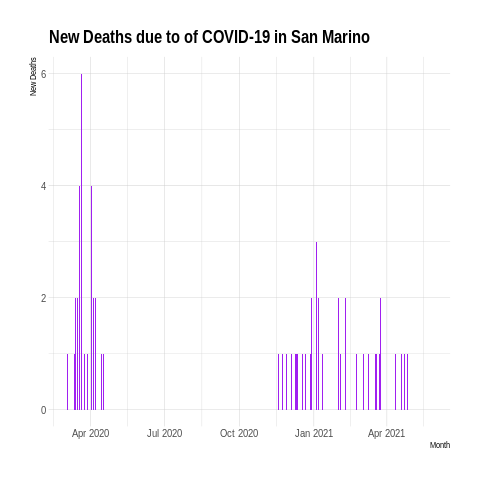 New Deaths due to of COVID-19 in San Marino
New Deaths
6
4
2
0
Apr 2020 Jul 2020 Oct 2020 Jan 2021 Apr 2021
Month